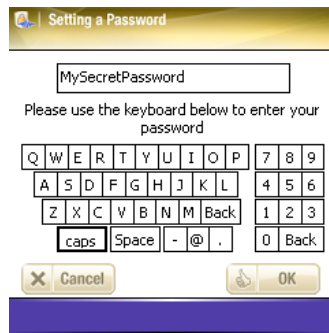 Setting a Password
MySecretPassword
Please use the keyboard below to enter your
password
Q W E R T Y U I O P 7 8 9
A S D F G H J K L 4 5 6
Z X C V B N M Back 1 2 3
caps Space - @ . 0 Back
Cancel OK